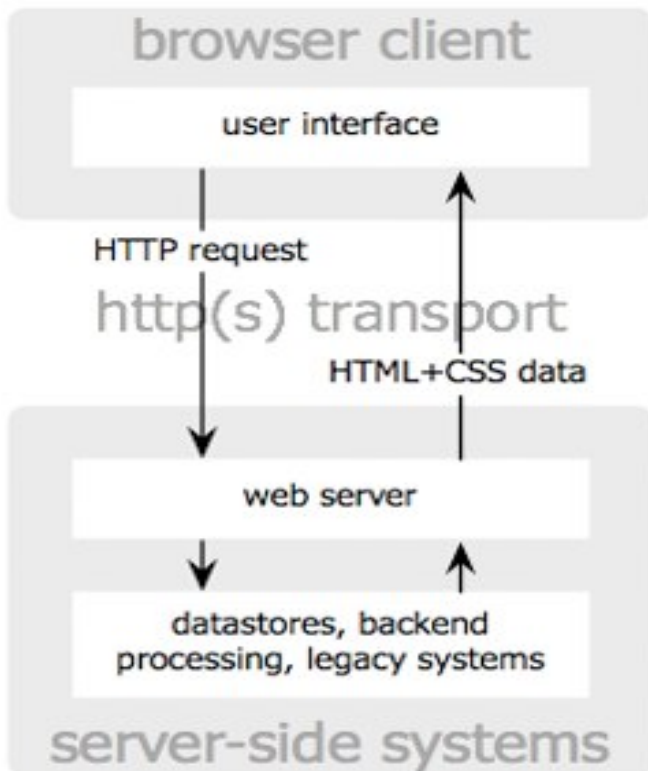 browser client
user interface
HTTP request
http(s) transport
HTML+CSS data
web server
datastores, backend
processing, legacy systems
server-side systems